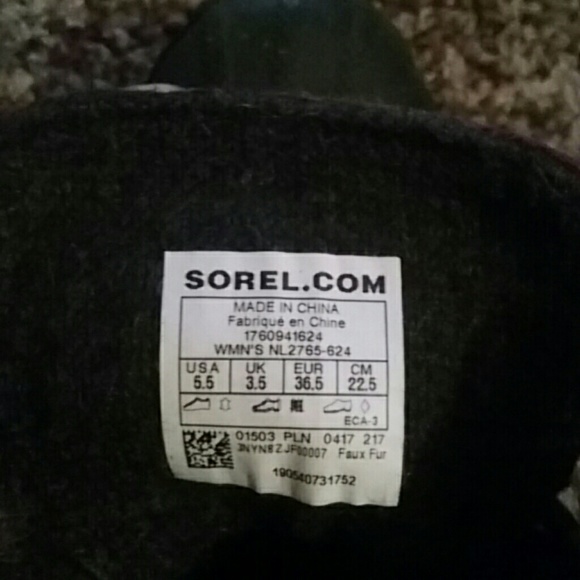 SOREL.COM
MADE IN CHINA
Fabriqué en Chine
1760941624
WMN'S NL2765-624
USA UK EUR CM
5.5 3.5 36.5 22.5
ECA-3
01503 PLN 0417 217
Faux Fur
190540731752